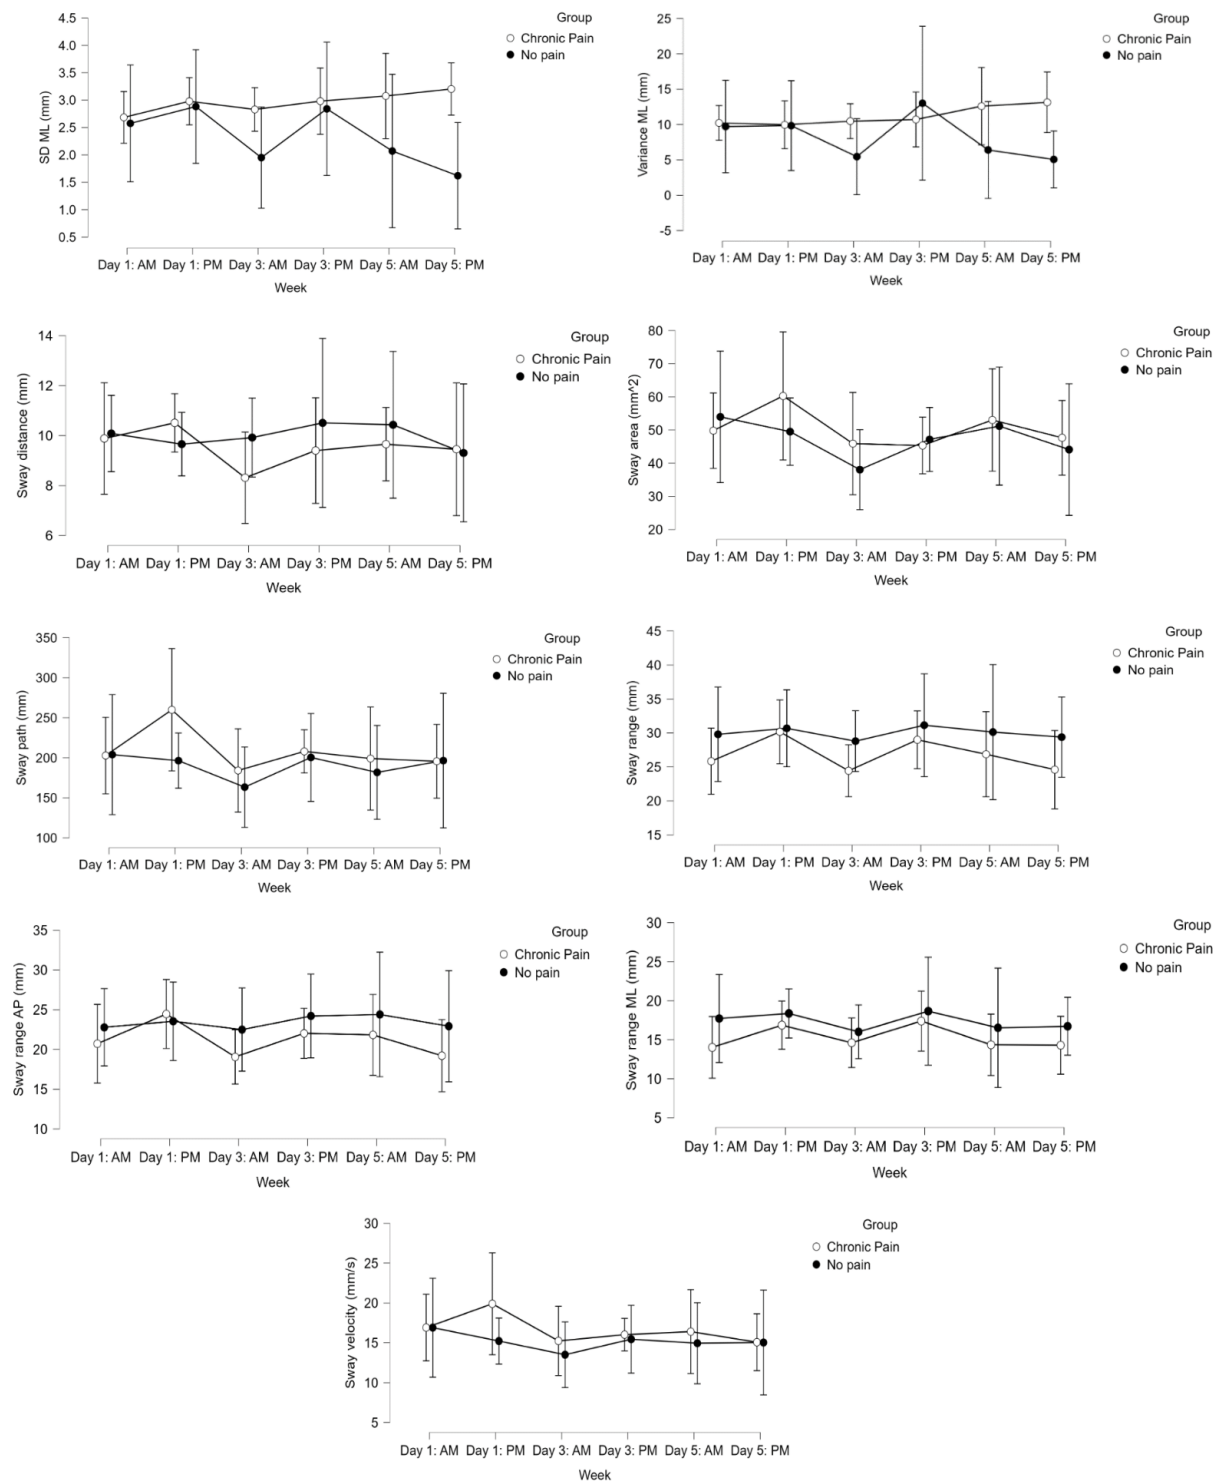 SD ML (mm)
4.5
4.0
3.5
3.0
2.5
2.0
1.5
1.0
0.5
Group
Chronic Pain
No pain
Day 1: AM Day 1: PM Day 3: AM Day 3: PM Day 5: AM Day 5: PM
Week
Variance ML (mm)
25
20
15
10
5
0
-5
Group
Chronic Pain
No pain
Day 1: AM Day 1: PM Day 3: AM Day 3: PM Day 5: AM Day 5: PM
Week
Sway distance (mm)
14
12
10
8
6
Group
Chronic Pain
No pain
Day 1: AM Day 1: PM Day 3: AM Day 3: PM Day 5: AM Day 5: PM
Week
Sway area (mm^2)
80
70
60
50
40
30
20
Group
Chronic Pain
No pain
Day 1: AM Day 1: PM Day 3: AM Day 3: PM Day 5: AM Day 5: PM
Week
Sway path (mm)
350
300
250
200
150
100
Group
Chronic Pain
No pain
Day 1: AM Day 1: PM Day 3: AM Day 3: PM Day 5: AM Day 5: PM
Week
Sway range (mm)
45
40
35
30
25
20
15
Group
Chronic Pain
No pain
Day 1: AM Day 1: PM Day 3: AM Day 3: PM Day 5: AM Day 5: PM
Week
Sway range AP (mm)
35
30
25
20
15
10
Group
Chronic Pain
No pain
Day 1: AM Day 1: PM Day 3: AM Day 3: PM Day 5: AM Day 5: PM
Week
Sway range ML (mm)
30
25
20
15
10
5
Group
Chronic Pain
No pain
Day 1: AM Day 1: PM Day 3: AM Day 3: PM Day 5: AM Day 5: PM
Week
Sway velocity (mm/s)
30
25
20
15
10
5
Group
Chronic Pain
No pain
Day 1: AM Day 1: PM Day 3: AM Day 3: PM Day 5: AM Day 5: PM
Week